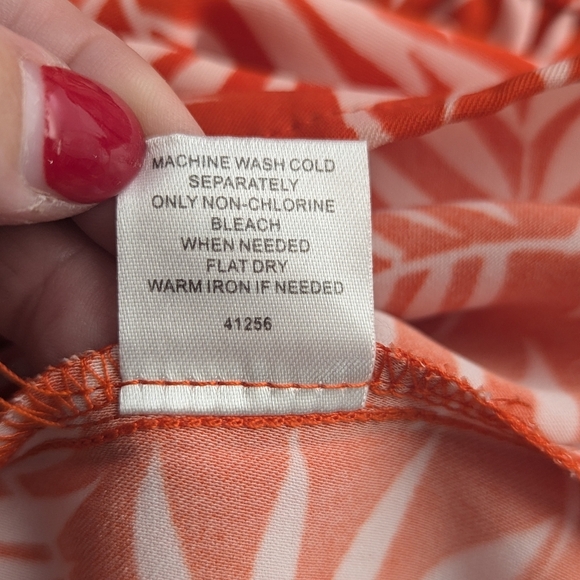 MACHINE WASH COLD
SEPARATELY
ONLY NON-CHLORINE
BLEACH
WHEN NEEDED
FLAT DRY
WARM IRON IF NEEDED
41256